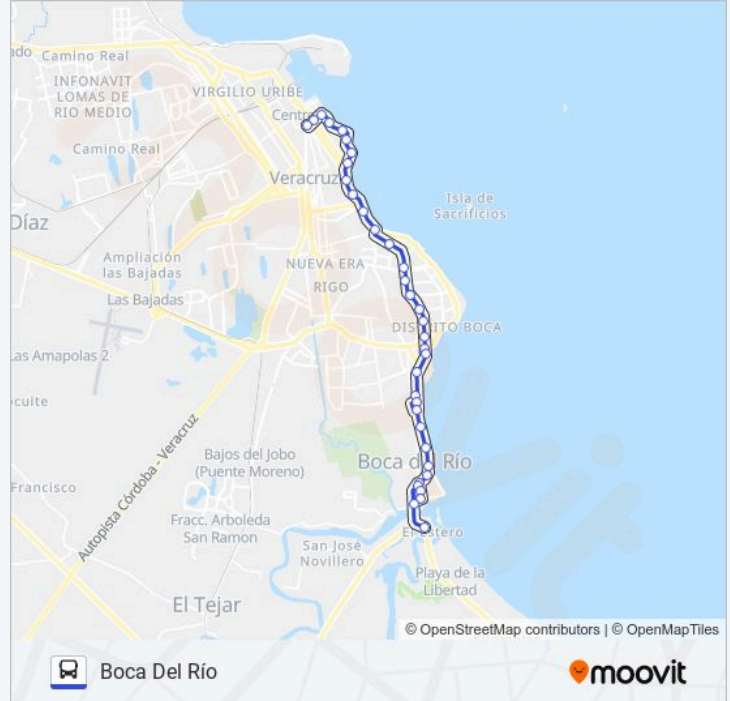 ado
Camino Real
INFONAVIT
LOMAS DE
RIO MEDIO
VIRGILIO URIBE
Centro
Camino Real
Veracruz
Isla de
Sacrificios
Díaz
Ampliación
las Bajadas
NUEVA ERA
Las Bajadas
RIGO
DISTRITO BOCA
as Amapolas 2
ocuite
Autopista Córdoba - Veracruz
Bajos del Jobo
(Puente Moreno)
Boca del Río
Francisco
Fracc. Arboleda
San Ramon
San José
Novillero
El Estero
Playa de la
Libertad
El Tejar
© OpenStreetMap contributors | © OpenMapTiles
Boca Del Río
moovit